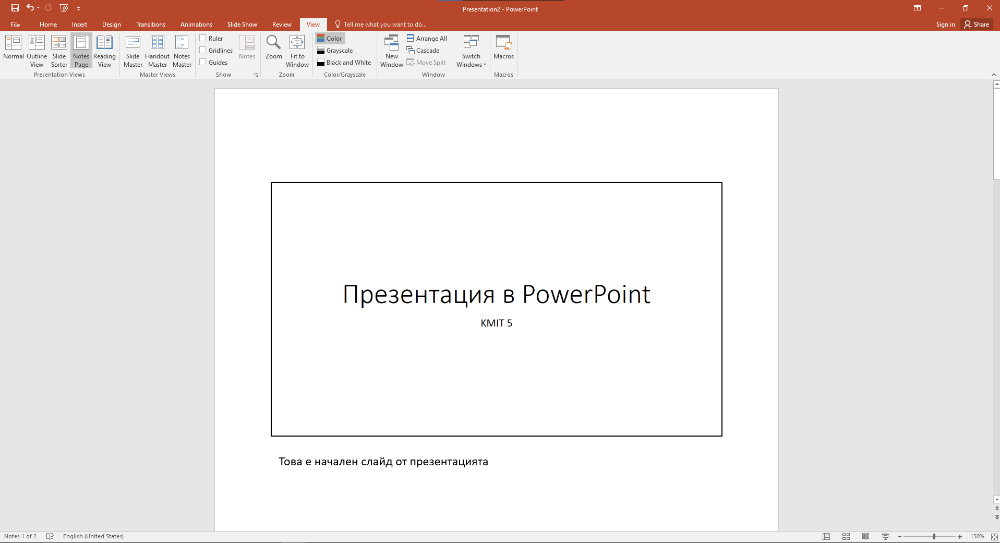 Presentation2 - PowerPoint
File Home Insert Design Transitions Animations Slide Show Review View Tell me what you want to do... Sign in Share
Normal Outline View Slide Sorter Notes Page Reading View
Presentation Views
Slide Master Handout Master Notes Master
Master Views
Ruler
Gridlines
Guides
Notes
Show
Zoom Fit to Window
Zoom
Color
Grayscale
Black and White
Color/Grayscale
New Window
Arrange All
Cascade
Move Split
Switch Windows
Window
Macros
Macros
Презентация в PowerPoint
КМИТ 5
Това е начален слайд от презентацията
Notes 1 of 2 English (United States) 150%